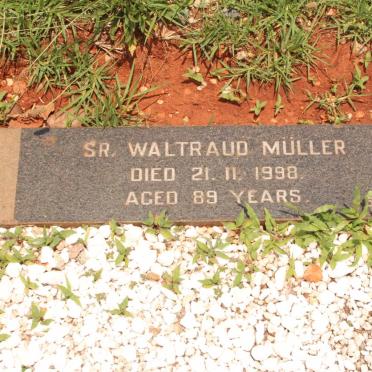 SR. WALTRAUD MÜLLER
DIED 21. 11. 1998.
AGED 89 YEARS.